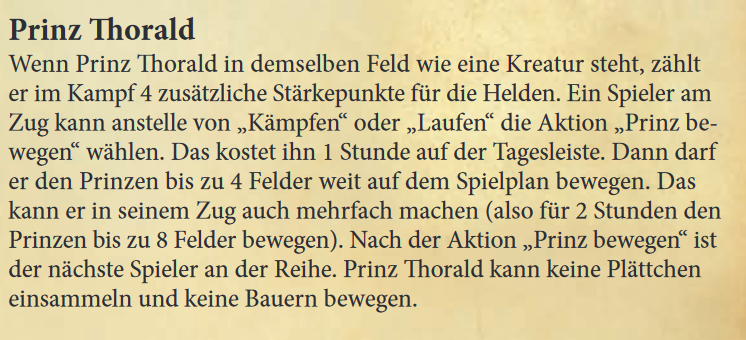 Prinz Thorald
Wenn Prinz Thorald in demselben Feld wie eine Kreatur steht, zählt
er im Kampf 4 zusätzliche Stärkepunkte für die Helden. Ein Spieler am
Zug kann anstelle von „Kämpfen“ oder „Laufen“ die Aktion „Prinz be-
wegen“ wählen. Das kostet ihn 1 Stunde auf der Tagesleiste. Dann darf
er den Prinzen bis zu 4 Felder weit auf dem Spielplan bewegen. Das
kann er in seinem Zug auch mehrfach machen (also für 2 Stunden den
Prinzen bis zu 8 Felder bewegen). Nach der Aktion „Prinz bewegen“ ist
der nächste Spieler an der Reihe. Prinz Thorald kann keine Plättchen
einsammeln und keine Bauern bewegen.